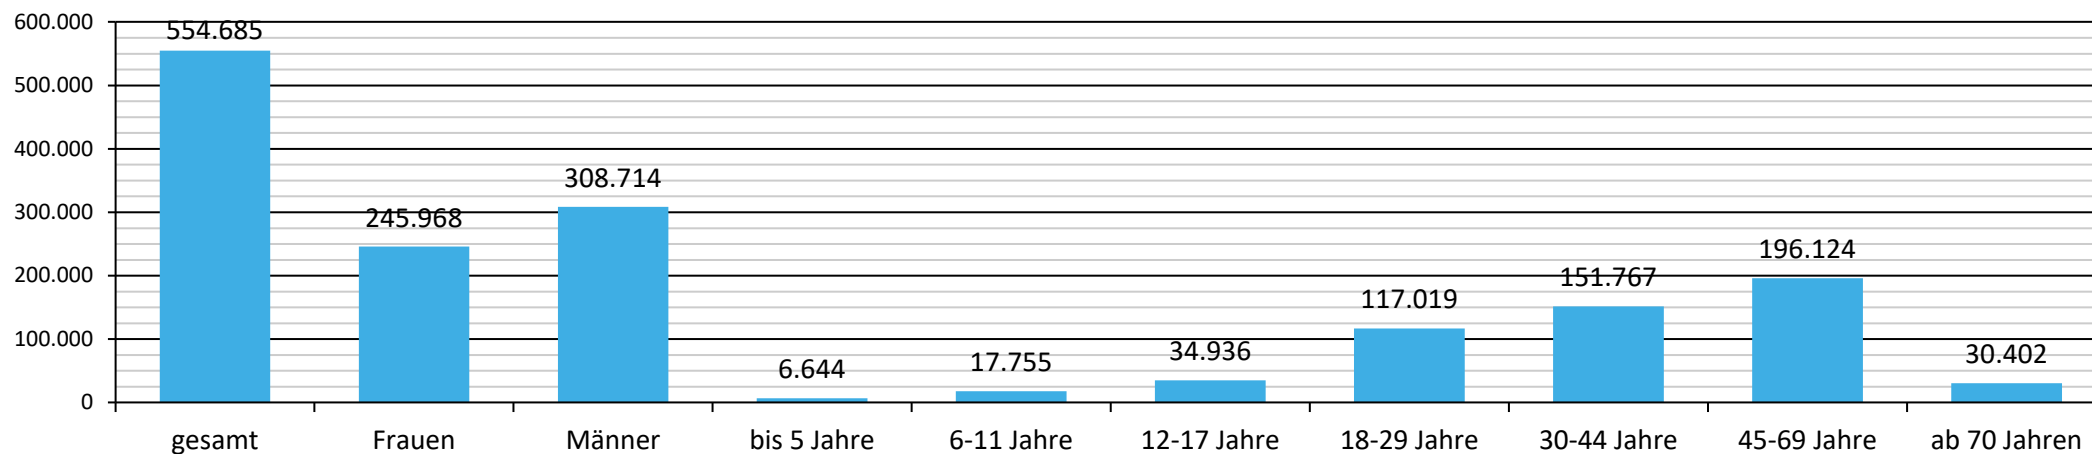 600.000
500.000
400.000
300.000
200.000
100.000
0
554.685
245.968
308.714
6.644
17.755
34.936
117.019
151.767
196.124
30.402
gesamt
Frauen
Männer
bis 5 Jahre
6-11 Jahre
12-17 Jahre
18-29 Jahre
30-44 Jahre
45-69 Jahre
ab 70 Jahren